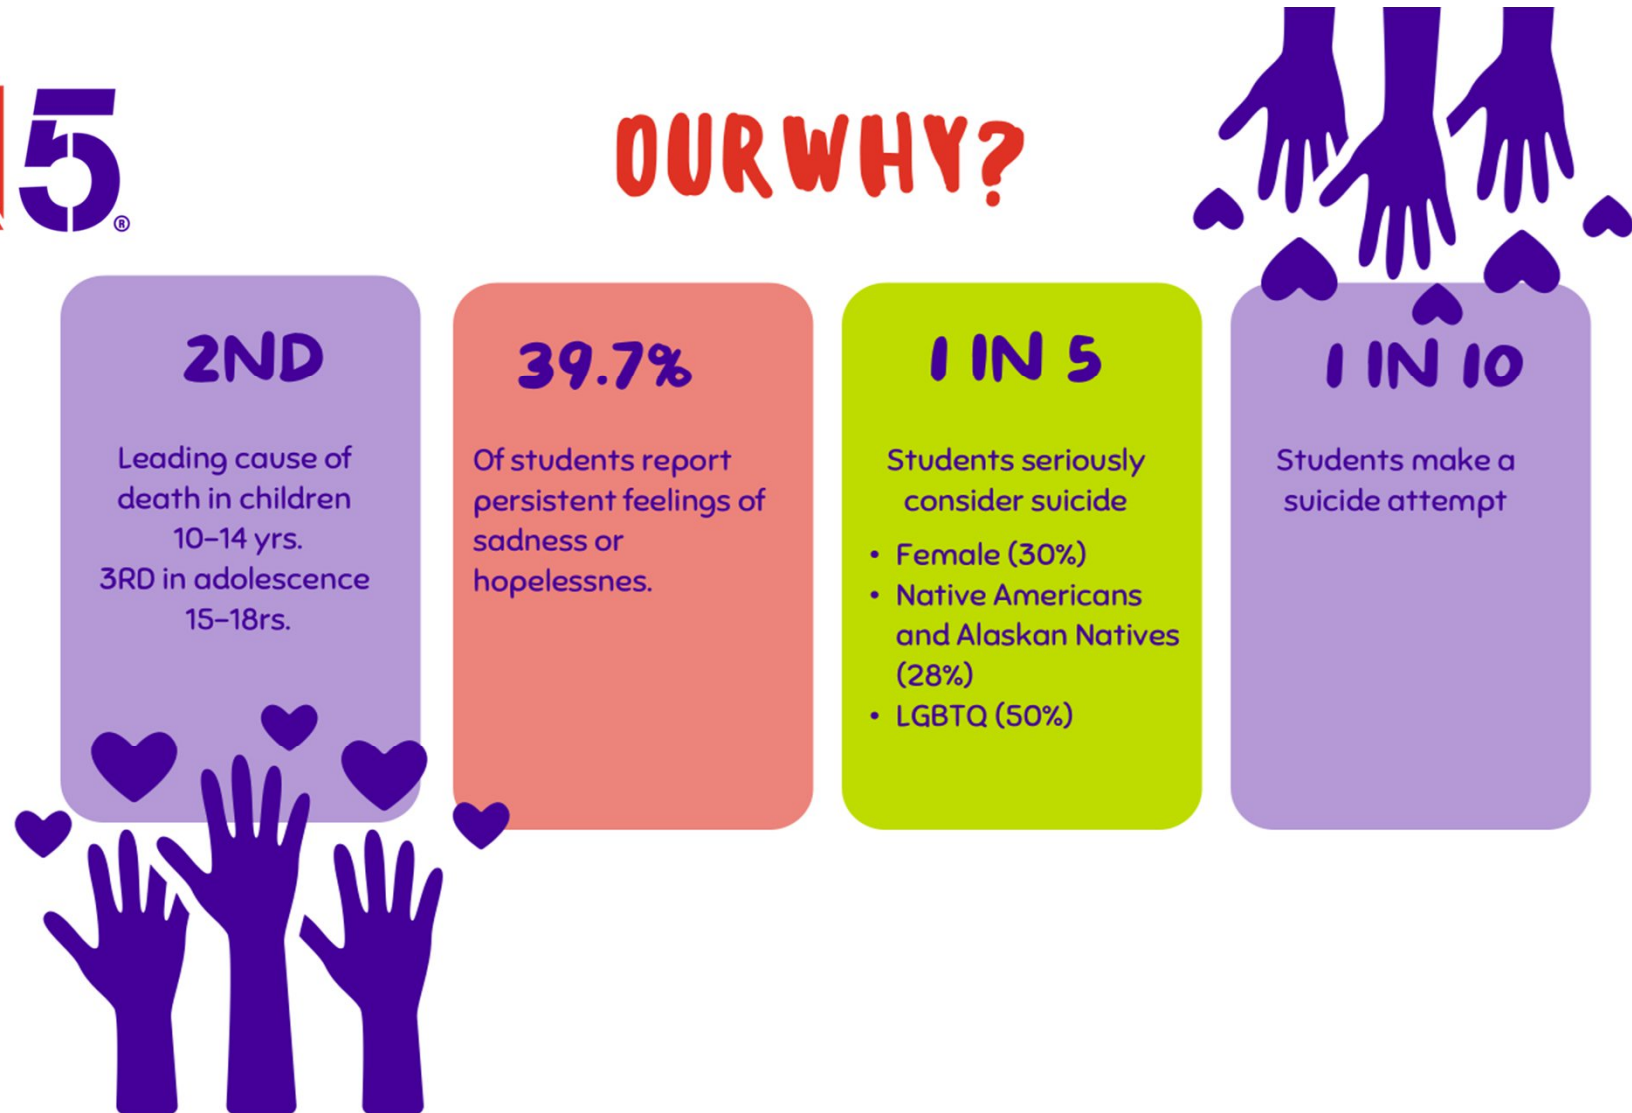 5®
OUR WHY?
2ND
Leading cause of
death in children
10–14 yrs.
3RD in adolescence
15–18rs.
39.7%
Of students report
persistent feelings of
sadness or
hopelessnes.
1 IN 5
Students seriously
consider suicide
• Female (30%)
• Native Americans
and Alaskan Natives
(28%)
• LGBTQ (50%)
1 IN 10
Students make a
suicide attempt